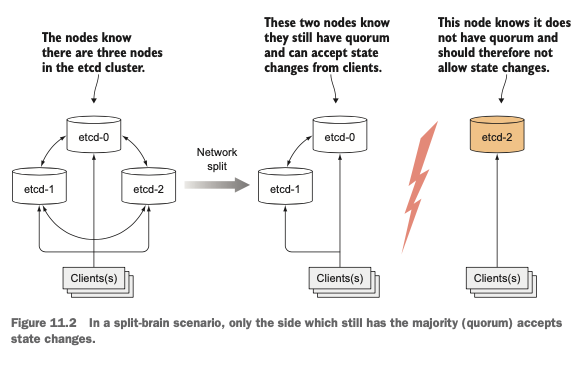 The nodes know
there are three nodes
in the etcd cluster.
These two nodes know
they still have quorum
and can accept state
changes from clients.
This node knows it does
not have quorum and
should therefore not
allow state changes.
etcd-0
etcd-1
etcd-2
Clients(s)
Network
split
etcd-0
etcd-1
Clients(s)
etcd-2
Clients(s)
Figure 11.2 In a split-brain scenario, only the side which still has the majority (quorum) accepts
state changes.